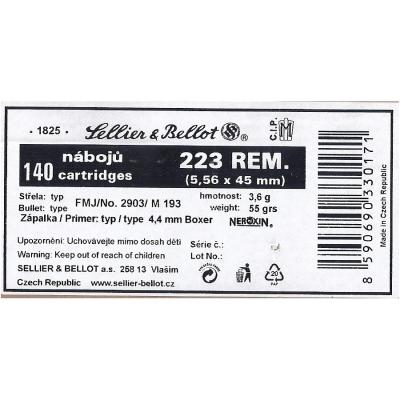 · 1825 · Sellier & Bellot SB ® C.I.P.
140 nábojů cartridges 223 REM. (5,56 x 45 mm)
Střela: typ Bullet: type FMJ/No. 2903/ M 193 hmotnost: 3,6 g weight: 55 grs
Zápalka / Primer: typ / type 4,4 mm Boxer NEROXIN®
Upozornění: Uchovávejte mimo dosah dětí Série č.:
Warning: Keep out of reach of children Lot No.:
SELLIER & BELLOT a.s. 258 13 Vlašim
Czech Republic www.sellier-bellot.cz
20
PAP
8 590690 330171
Made in Czech Republic